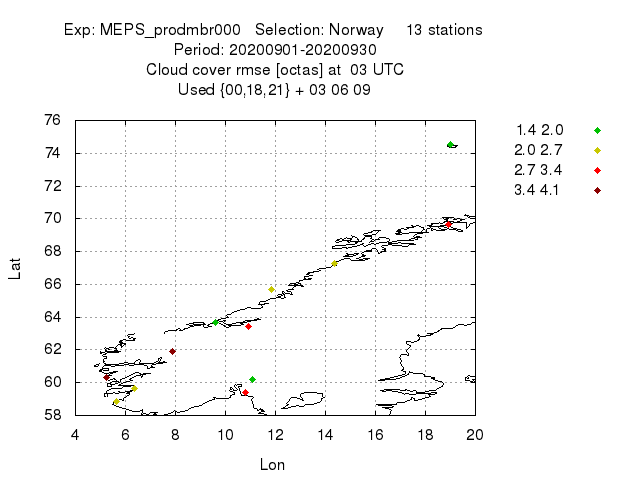 Exp: MEPS_prodmbr000 Selection: Norway 13 stations
Period: 20200901-20200930
Cloud cover rmse [octas] at 03 UTC
Used {00,18,21} + 03 06 09
76
74
72
70
68
66
64
62
60
58
Lat
4 6 8 10 12 14 16 18 20
Lon
1.4 2.0
2.0 2.7
2.7 3.4
3.4 4.1